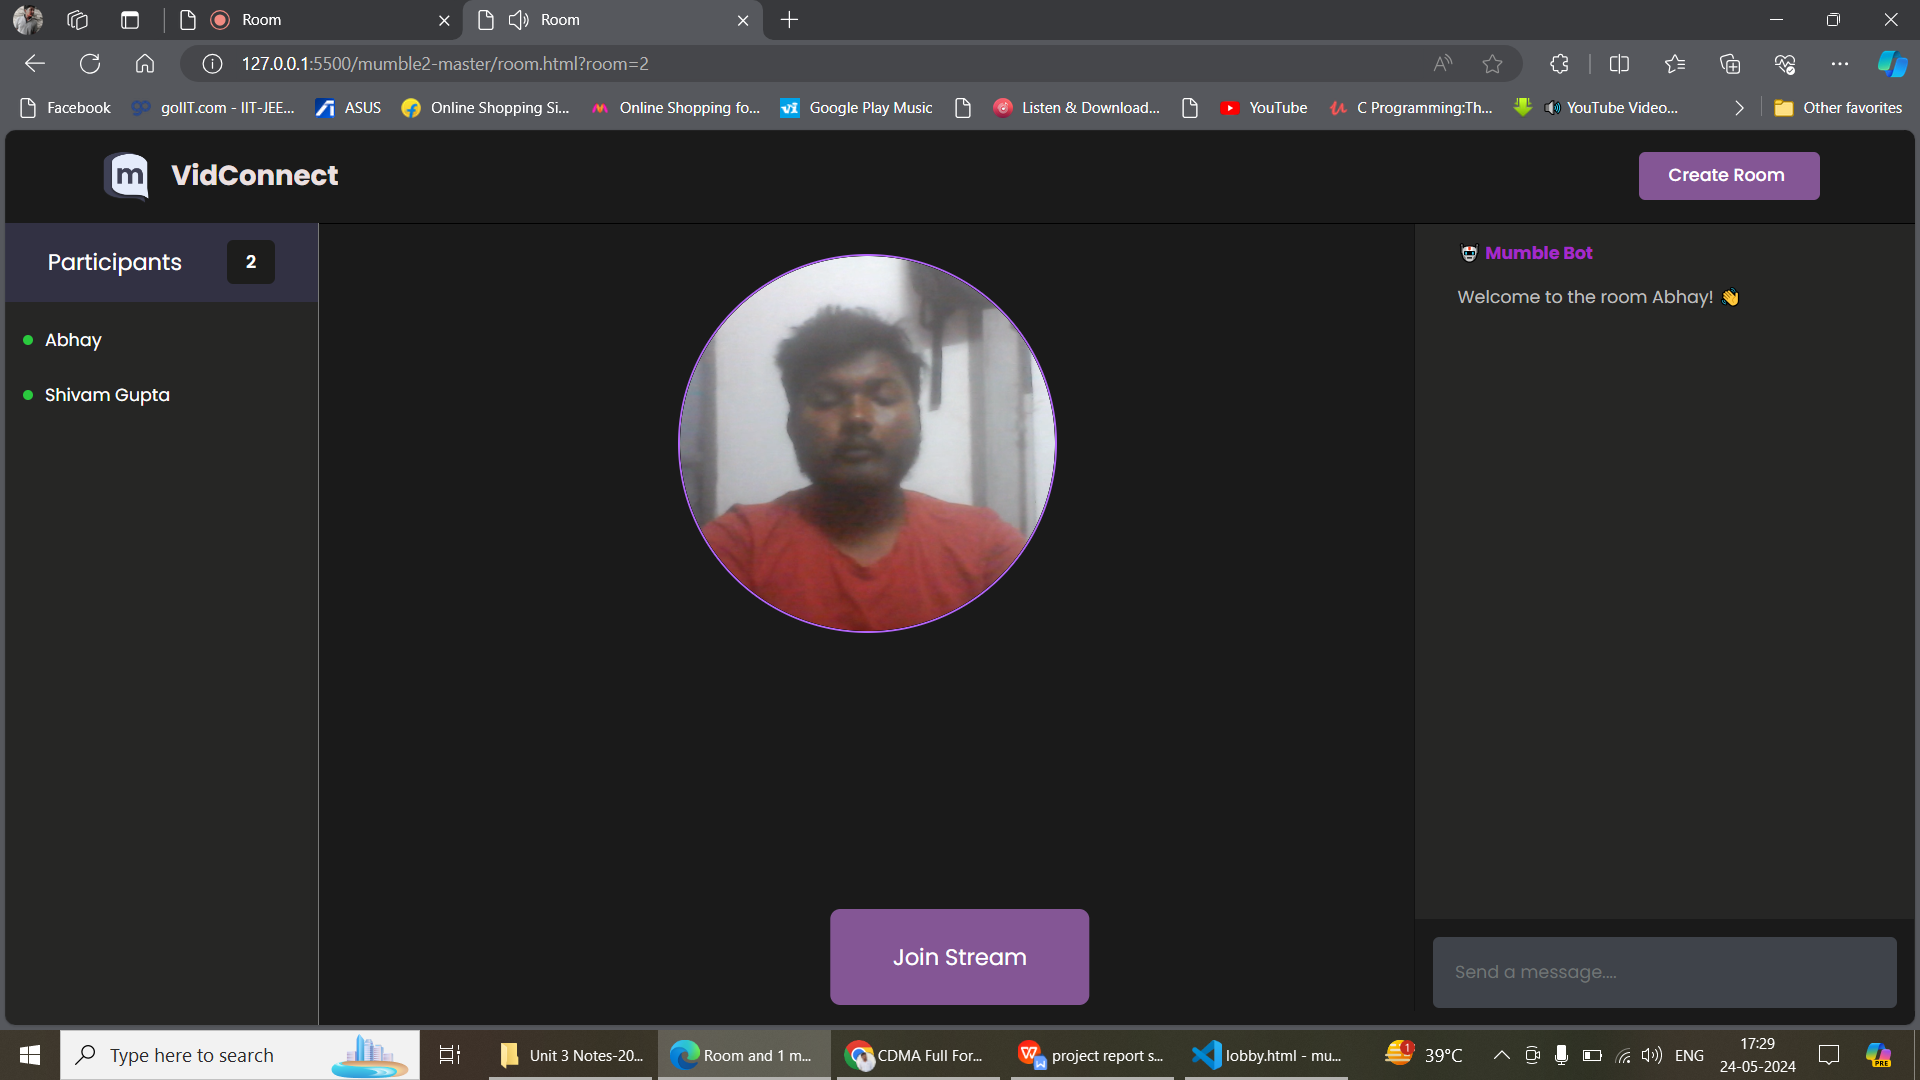 Room
Room
127.0.0.1:5500/mumble2-master/room.html?room=2
Facebook
goIIT.com - IIT-JEE...
ASUS
Online Shopping Si...
Online Shopping fo...
Google Play Music
Listen & Download...
YouTube
C Programming:Th...
YouTube Video...
Other favorites
m
VidConnect
Create Room
Participants
2
Abhay
Shivam Gupta
Mumble Bot
Welcome to the room Abhay! 👋
Join Stream
Send a message....
Type here to search
Unit 3 Notes-20...
Room and 1 m...
CDMA Full For...
project report s...
lobby.html - mu...
1
39°C
ENG
17:29
24-05-2024
PRE